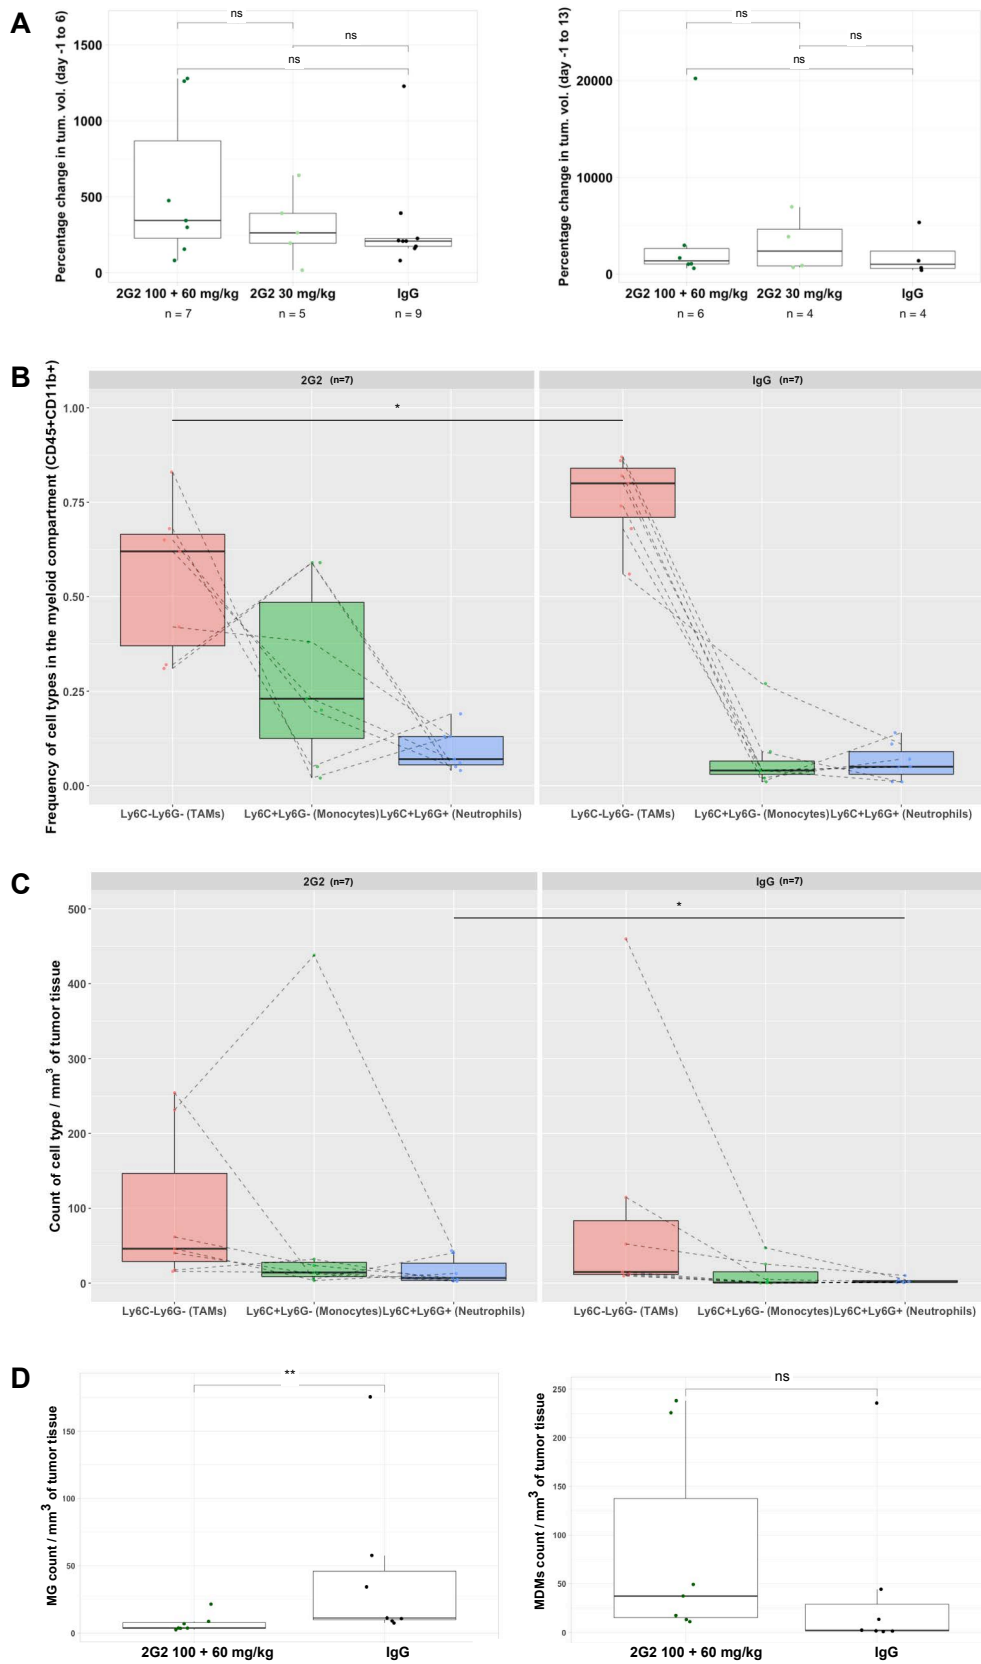 A
Percentage change in tum. vol. (day -1 to 6)
1500
1000
500
0
ns
ns
ns
2G2 100 + 60 mg/kg
2G2 30 mg/kg
IgG
n = 7
n = 5
n = 9
Percentage change in tum. vol. (day -1 to 13)
20000
10000
0
ns
ns
ns
2G2 100 + 60 mg/kg
2G2 30 mg/kg
IgG
n = 6
n = 4
n = 4
B
Frequency of cell types in the myeloid compartment (CD45+CD11b+)
2G2 (n=7)
IgG (n=7)
1.00
0.75
0.50
0.25
0.00
*
Ly6C-Ly6G- (TAMs)
Ly6C+Ly6G- (Monocytes)
Ly6C+Ly6G+ (Neutrophils)
Ly6C-Ly6G- (TAMs)
Ly6C+Ly6G- (Monocytes)
Ly6C+Ly6G+ (Neutrophils)
C
Count of cell type / mm³ of tumor tissue
2G2 (n=7)
IgG (n=7)
500
400
300
200
100
0
*
Ly6C-Ly6G- (TAMs)
Ly6C+Ly6G- (Monocytes)
Ly6C+Ly6G+ (Neutrophils)
Ly6C-Ly6G- (TAMs)
Ly6C+Ly6G- (Monocytes)
Ly6C+Ly6G+ (Neutrophils)
D
MG count / mm³ of tumor tissue
150
100
50
0
**
2G2 100 + 60 mg/kg
IgG
MDMs count / mm³ of tumor tissue
250
200
150
100
50
0
ns
2G2 100 + 60 mg/kg
IgG